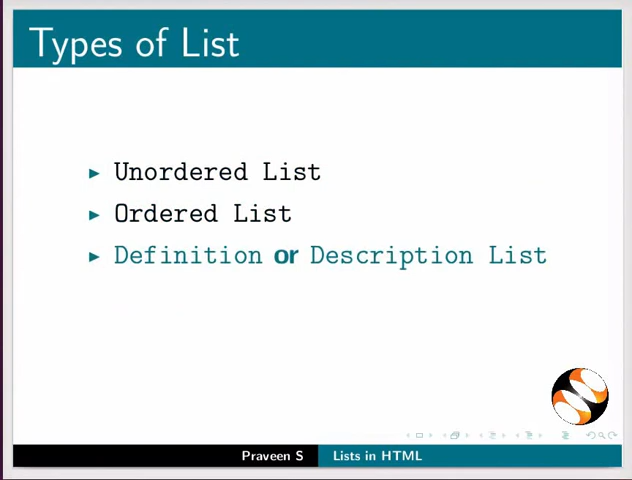 Types of List
Unordered List
Ordered List
Definition or Description List
Praveen S
Lists in HTML